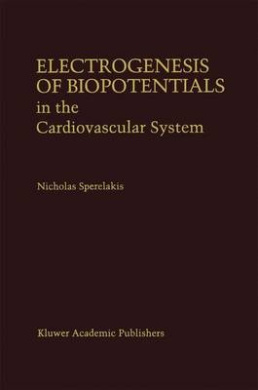 ELECTROGENESIS
OF BIOPOTENTIALS
in the
Cardiovascular System
Nicholas Sperelakis
Kluwer Academic Publishers